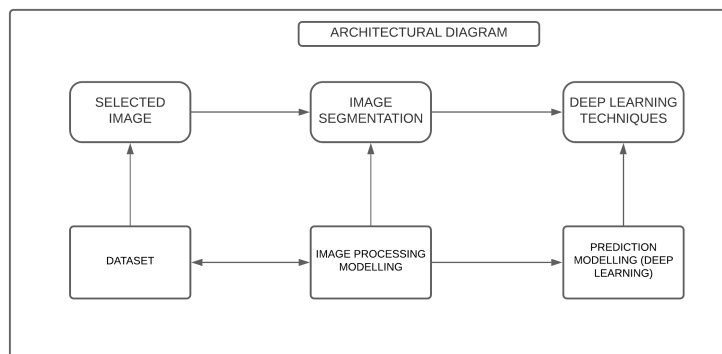 ARCHITECTURAL DIAGRAM
SELECTED
IMAGE
IMAGE
SEGMENTATION
DEEP LEARNING
TECHNIQUES
DATASET
IMAGE PROCESSING
MODELLING
PREDICTION
MODELLING (DEEP
LEARNING)